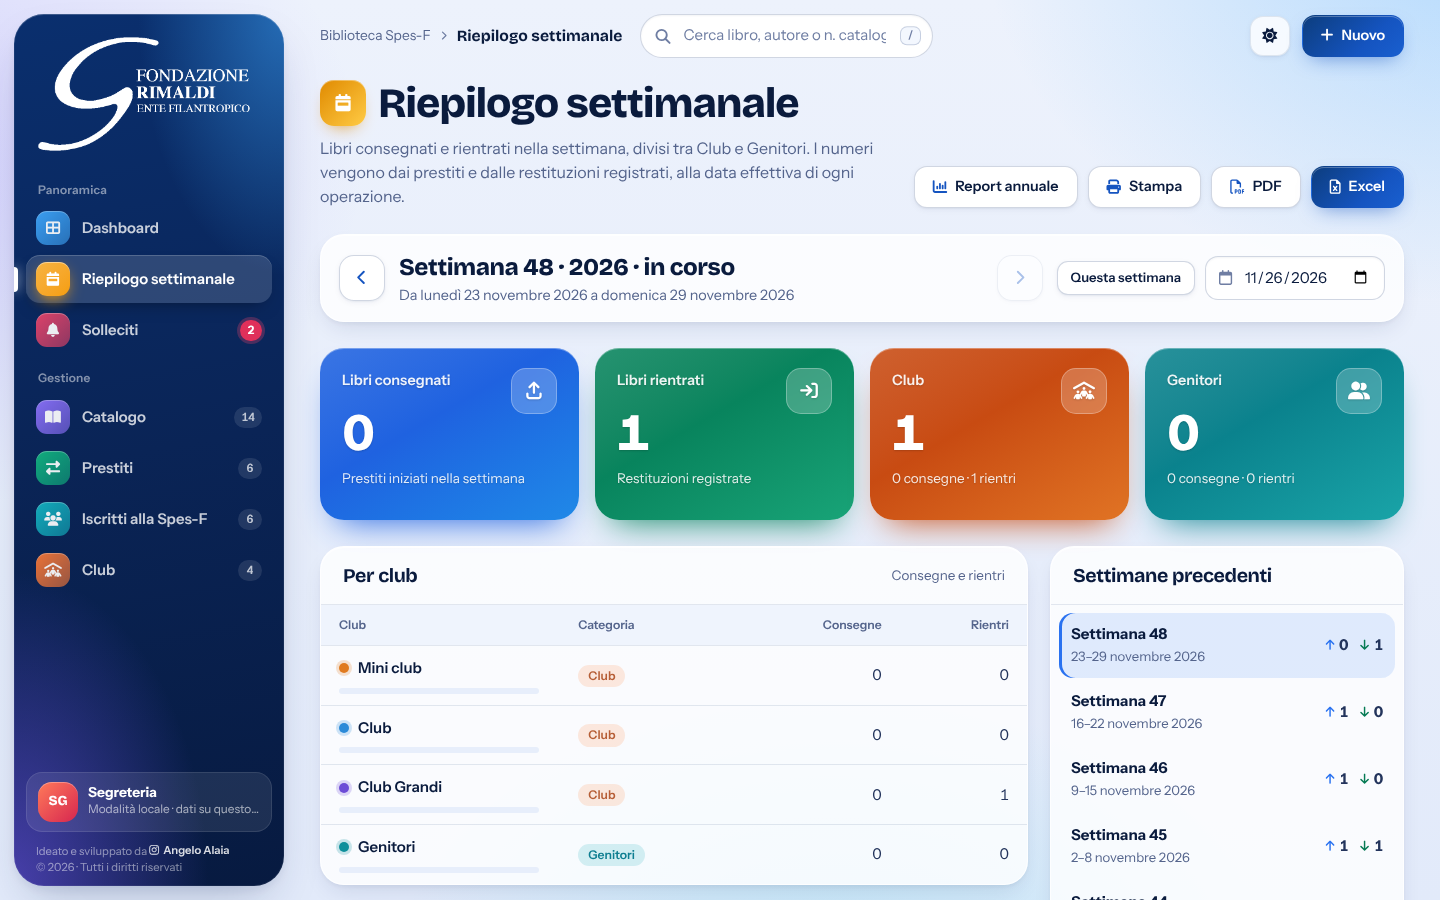 FONDAZIONE
RIMALDI
ENTE FILANTROPICO
Panoramica
Dashboard
Riepilogo settimanale
Solleciti 2
Gestione
Catalogo 14
Prestiti 6
Iscritti alla Spes-F 6
Club 4
SG
Segreteria
Modalità locale · dati su questo...
Ideato e sviluppato da Angelo Alaia
© 2026 · Tutti i diritti riservati
Biblioteca Spes-F > Riepilogo settimanale
Cerca libro, autore o n. catalog /
+ Nuovo
Riepilogo settimanale
Libri consegnati e rientrati nella settimana, divisi tra Club e Genitori. I numeri
vengono dai prestiti e dalle restituzioni registrati, alla data effettiva di ogni
operazione.
Report annuale
Stampa
PDF
Excel
Settimana 48 · 2026 · in corso
Da lunedì 23 novembre 2026 a domenica 29 novembre 2026
Questa settimana
11/26/2026
Libri consegnati
0
Prestiti iniziati nella settimana
Libri rientrati
1
Restituzioni registrate
Club
1
0 consegne · 1 rientri
Genitori
0
0 consegne · 0 rientri
Per club
Consegne e rientri
Club Categoria Consegne Rientri
Mini club Club 0 0
Club Club 0 0
Club Grandi Club 0 1
Genitori Genitori 0 0
Settimane precedenti
Settimana 48
23–29 novembre 2026
↑ 0 ↓ 1
Settimana 47
16–22 novembre 2026
↑ 1 ↓ 0
Settimana 46
9–15 novembre 2026
↑ 1 ↓ 0
Settimana 45
2–8 novembre 2026
↑ 1 ↓ 1